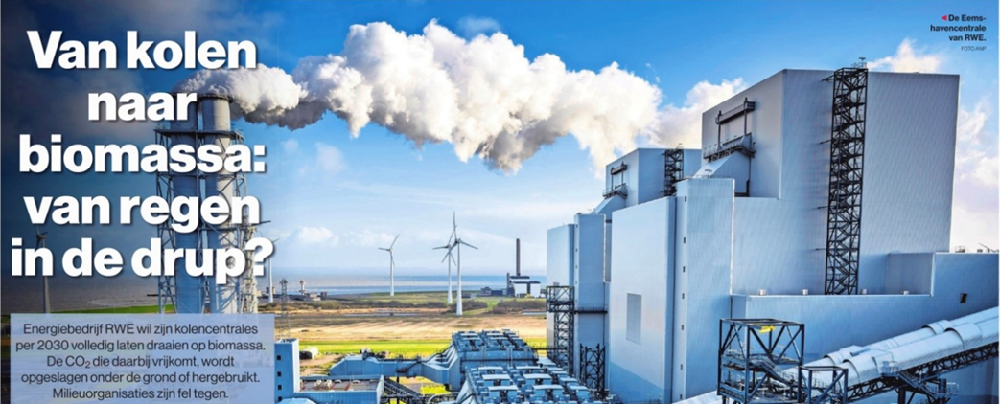 Van kolen
naar
biomassa:
van regen
in de drup?
Energiebedrijf RWE wil zijn kolencentrales
per 2030 volledig laten draaien op biomassa.
De CO₂ die daarbij vrijkomt, wordt
opgeslagen onder de grond of hergebruikt.
Milieuorganisaties zijn fel tegen.
◀ De Eems-
havencentrale
van RWE.
FOTO ANP